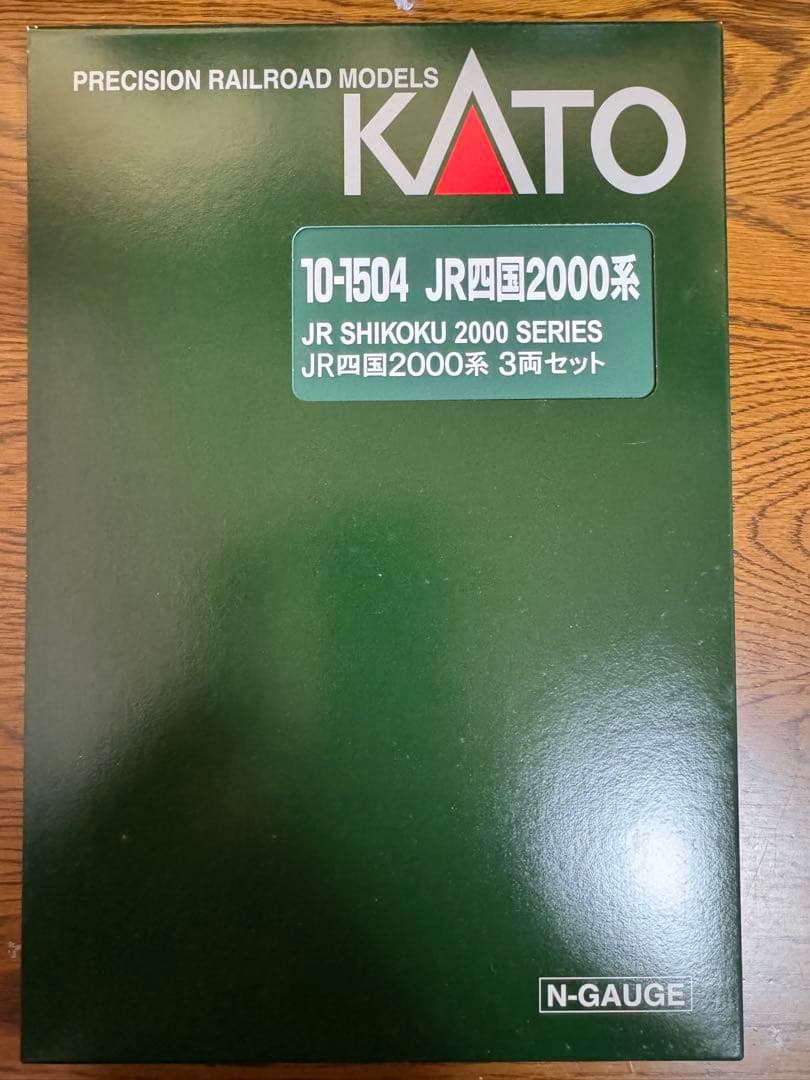 PRECISION RAILROAD MODELS
KATO
10-1504 JR四国2000系
JR SHIKOKU 2000 SERIES
JR四国2000系 3両セット
N-GAUGE